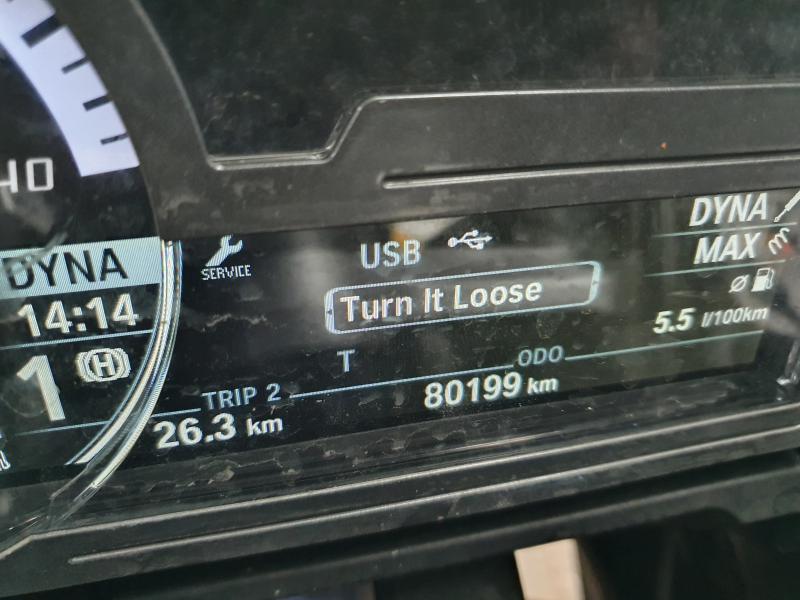 40
DYNA
14:14
1
(H)
SERVICE
USB
Turn It Loose
T
TRIP 2
26.3 km
ODO
80199 km
DYNA
MAX
Ø
5.5 l/100km